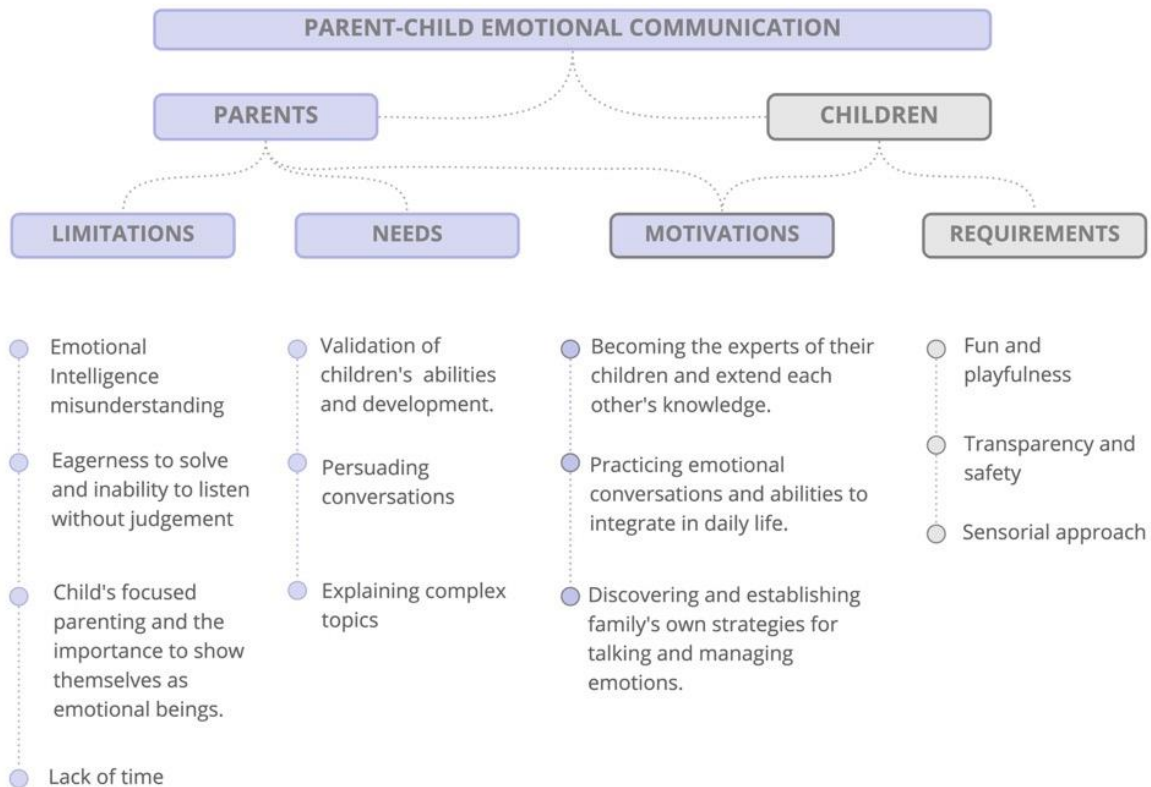 PARENT-CHILD EMOTIONAL COMMUNICATION
PARENTS
CHILDREN
LIMITATIONS
NEEDS
MOTIVATIONS
REQUIREMENTS
Emotional
Intelligence
misunderstanding
Eagerness to solve
and inability to listen
without judgement
Child's focused
parenting and the
importance to show
themselves as
emotional beings.
Lack of time
Validation of
children's abilities
and development.
Persuading
conversations
Explaining complex
topics
Becoming the experts of their
children and extend each
other's knowledge.
Practicing emotional
conversations and abilities to
integrate in daily life.
Discovering and establishing
family's own strategies for
talking and managing
emotions.
Fun and
playfulness
Transparency and
safety
Sensorial approach